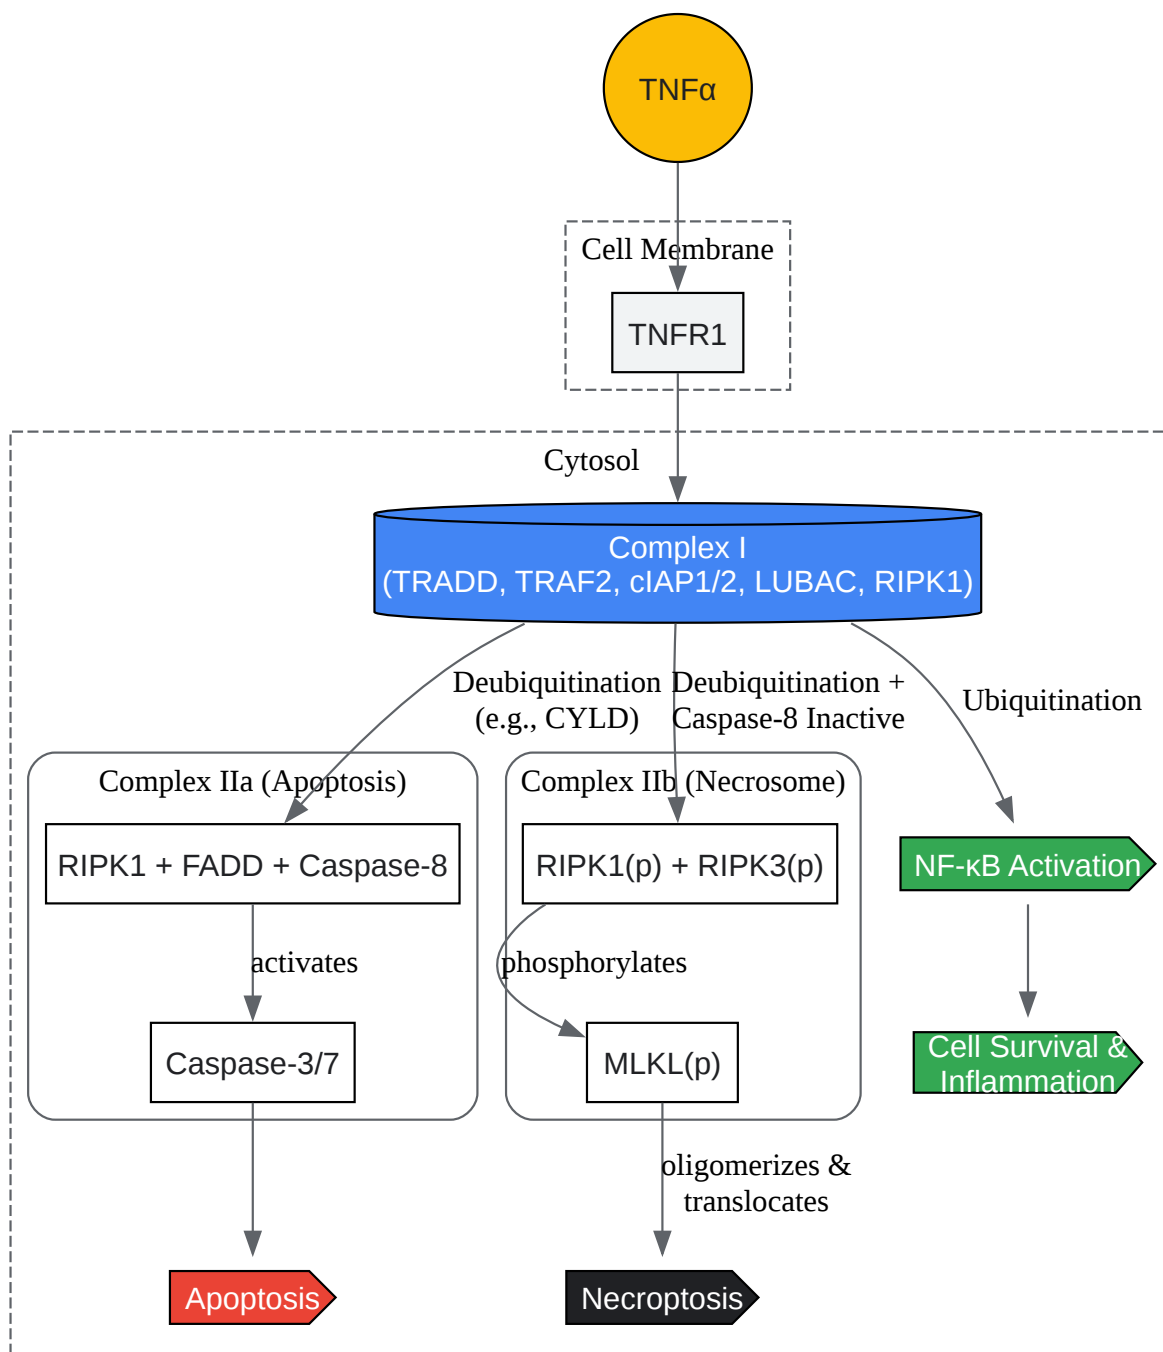 TNFα
Cell Membrane
TNFR1
Cytosol
Complex I
(TRADD, TRAF2, cIAP1/2, LUBAC, RIPK1)
Deubiquitination
(e.g., CYLD)
Deubiquitination +
Caspase-8 Inactive
Ubiquitination
Complex IIa (Apoptosis)
RIPK1 + FADD + Caspase-8
activates
Caspase-3/7
Complex IIb (Necrosome)
RIPK1(p) + RIPK3(p)
phosphorylates
MLKL(p)
NF-κB Activation
Cell Survival &
Inflammation
oligomerizes &
translocates
Apoptosis
Necroptosis